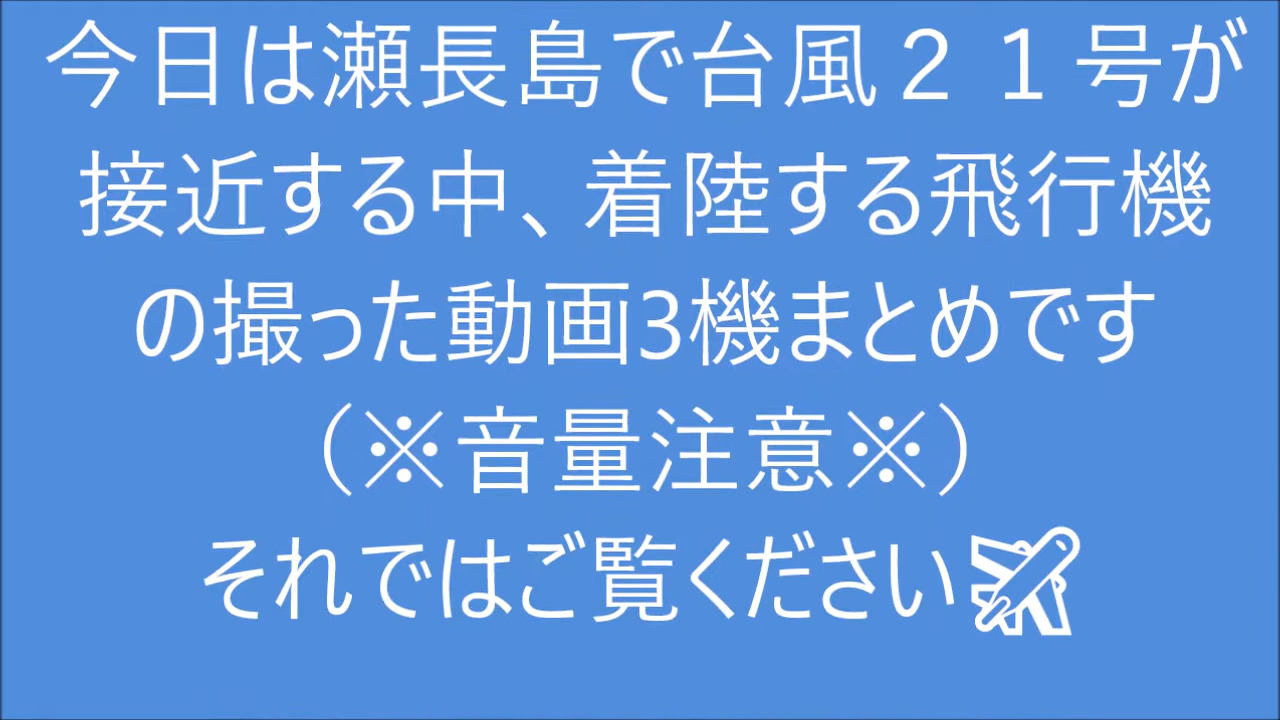 今日は瀬長島で台風２１号が
接近する中、着陸する飛行機
の撮った動画3機まとめです
（※音量注意※）
それではご覧ください✈